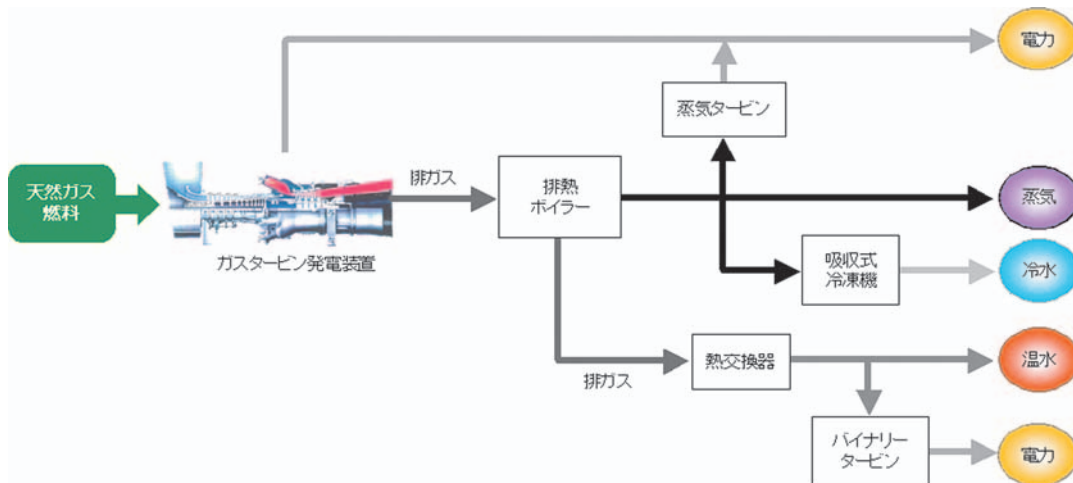 電力
蒸気タービン
天然ガス
燃料
排ガス
排熱
ボイラー
蒸気
ガスタービン発電装置
吸収式
冷凍機
冷水
排ガス
熱交換器
温水
バイナリー
タービン
電力